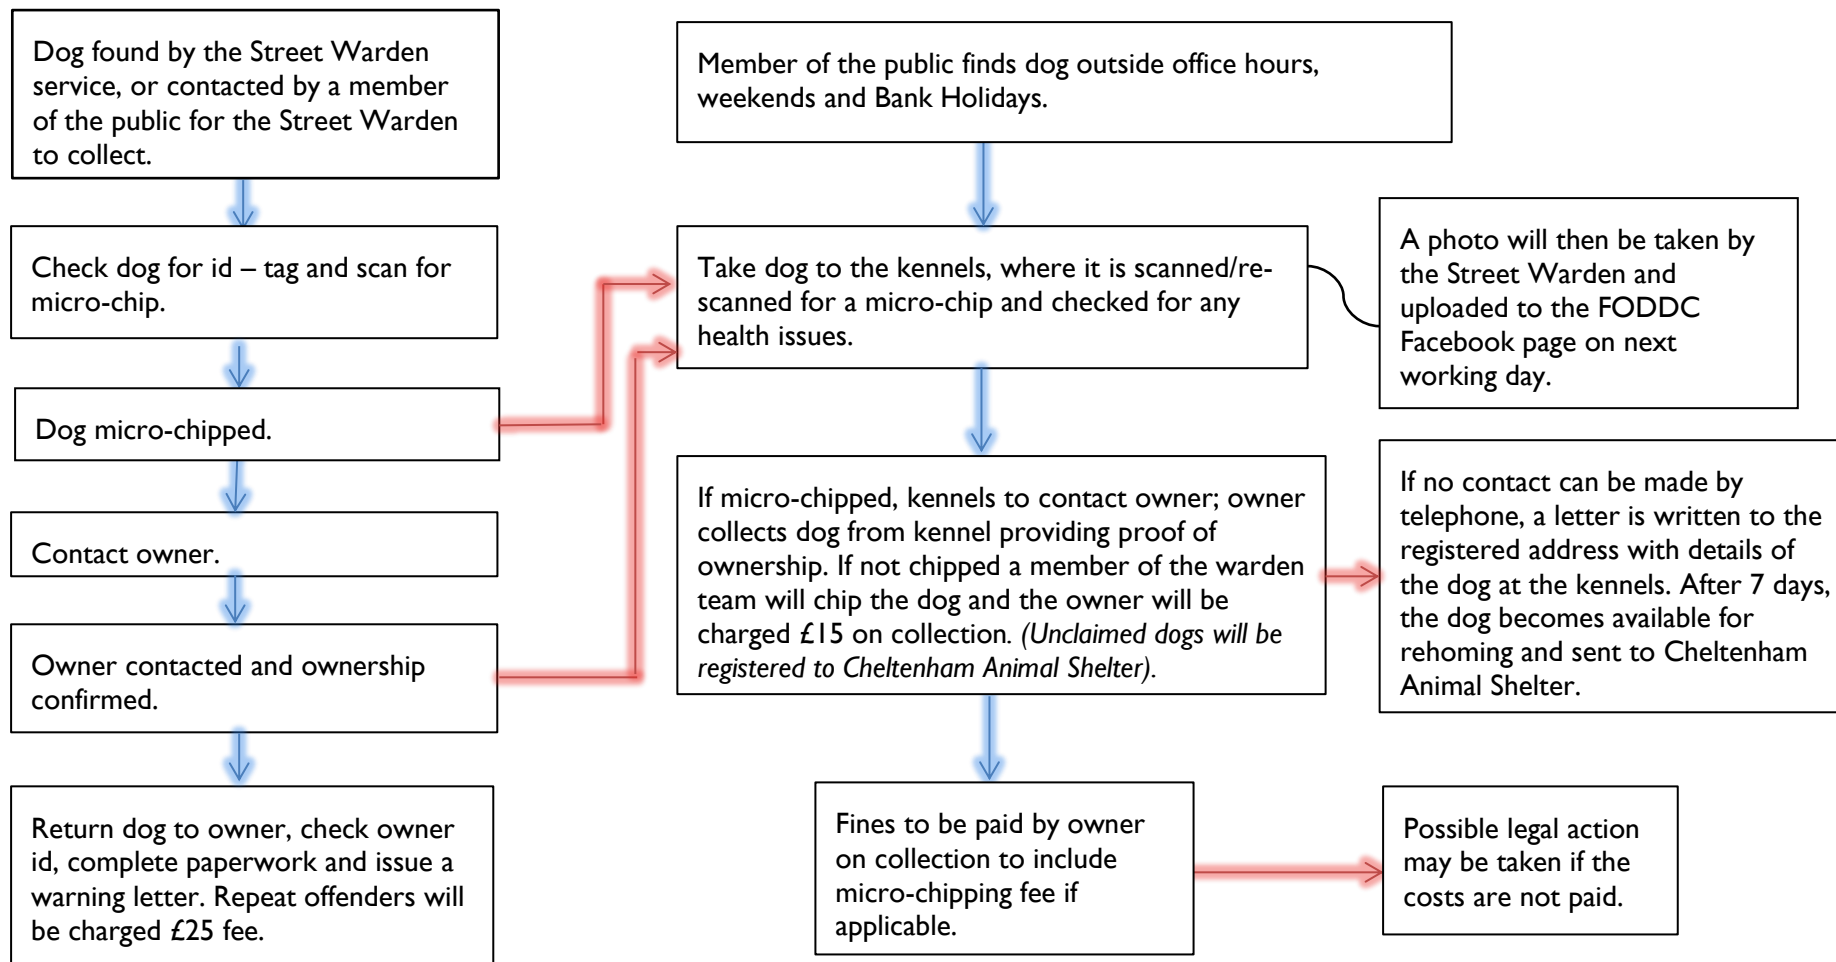 Dog found by the Street Warden
service, or contacted by a member
of the public for the Street Warden
to collect.
Check dog for id – tag and scan for
micro-chip.
Dog micro-chipped.
Contact owner.
Owner contacted and ownership
confirmed.
Return dog to owner, check owner
id, complete paperwork and issue a
warning letter. Repeat offenders will
be charged £25 fee.
Member of the public finds dog outside office hours,
weekends and Bank Holidays.
Take dog to the kennels, where it is scanned/re-
scanned for a micro-chip and checked for any
health issues.
A photo will then be taken by
the Street Warden and
uploaded to the FODDC
Facebook page on next
working day.
If micro-chipped, kennels to contact owner; owner
collects dog from kennel providing proof of
ownership. If not chipped a member of the warden
team will chip the dog and the owner will be
charged £15 on collection. (Unclaimed dogs will be
registered to Cheltenham Animal Shelter).
If no contact can be made by
telephone, a letter is written to the
registered address with details of
the dog at the kennels. After 7 days,
the dog becomes available for
rehoming and sent to Cheltenham
Animal Shelter.
Fines to be paid by owner
on collection to include
micro-chipping fee if
applicable.
Possible legal action
may be taken if the
costs are not paid.